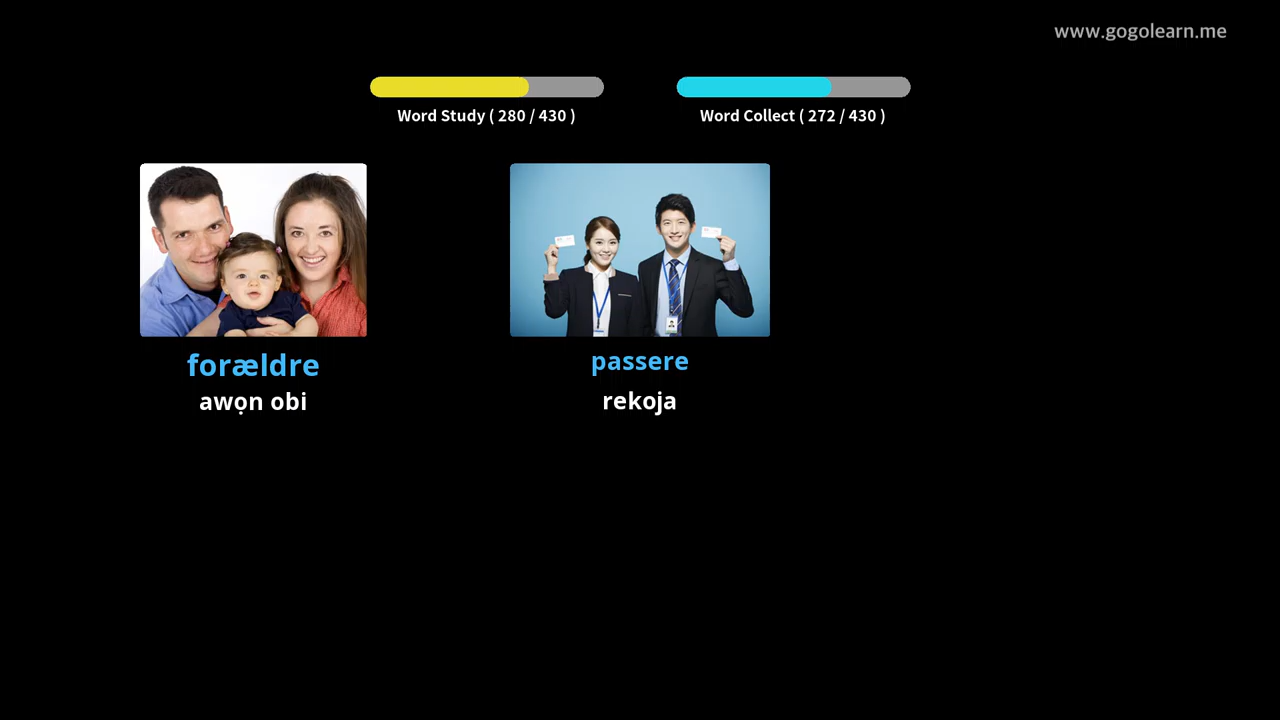 www.gogolearn.me
Word Study ( 280 / 430 )
Word Collect ( 272 / 430 )
forældre
awọn obi
passere
rekoja